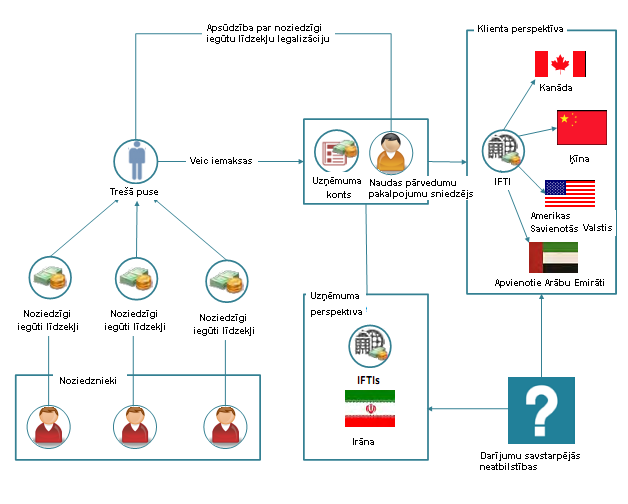 Apsūdzība par noziedzīgi
iegūtu līdzekļu legalizāciju
Klienta perspektīva
Kanāda
Ķīna
IFTI
Amerikas
Savienotās Valstis
Apvienotie Arābu Emirāti
Veic iemaksas
Trešā puse
Uzņēmuma
konts
Naudas pārvedumu
pakalpojumu sniedzējs
Noziedzīgi
iegūti līdzekļi
Noziedzīgi
iegūti līdzekļi
Noziedzīgi
iegūti līdzekļi
Uzņēmuma
perspektīva
IFTIs
Irāna
Noziedznieki
Darījumu savstarpējās
neatbilstības